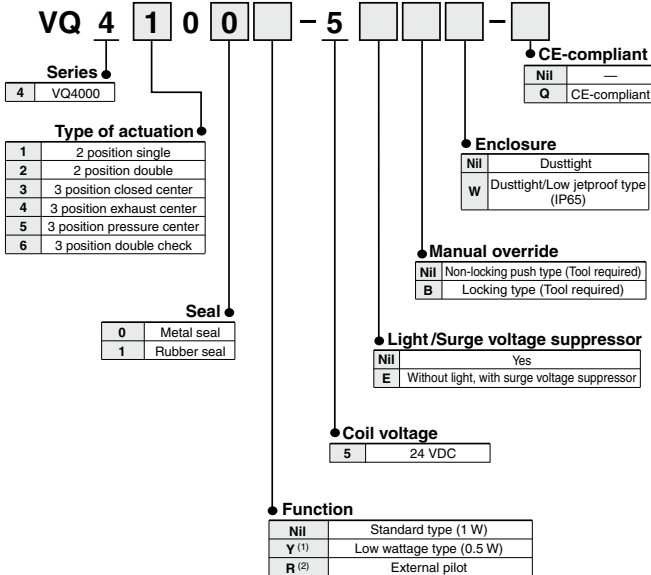 VQ 4 1 0 0 – 5 –
CE-compliant
Nil —
Q CE-compliant
Series
4 VQ4000
Type of actuation
1 2 position single
2 2 position double
3 3 position closed center
4 3 position exhaust center
5 3 position pressure center
6 3 position double check
Enclosure
Nil Dusttight
W Dusttight/Low jetproof type
(IP65)
Manual override
Nil Non-locking push type (Tool required)
B Locking type (Tool required)
Seal
0 Metal seal
1 Rubber seal
Light /Surge voltage suppressor
Nil Yes
E Without light, with surge voltage suppressor
Coil voltage
5 24 VDC
Function
Nil Standard type (1 W)
Y (1) Low wattage type (0.5 W)
R (2) External pilot